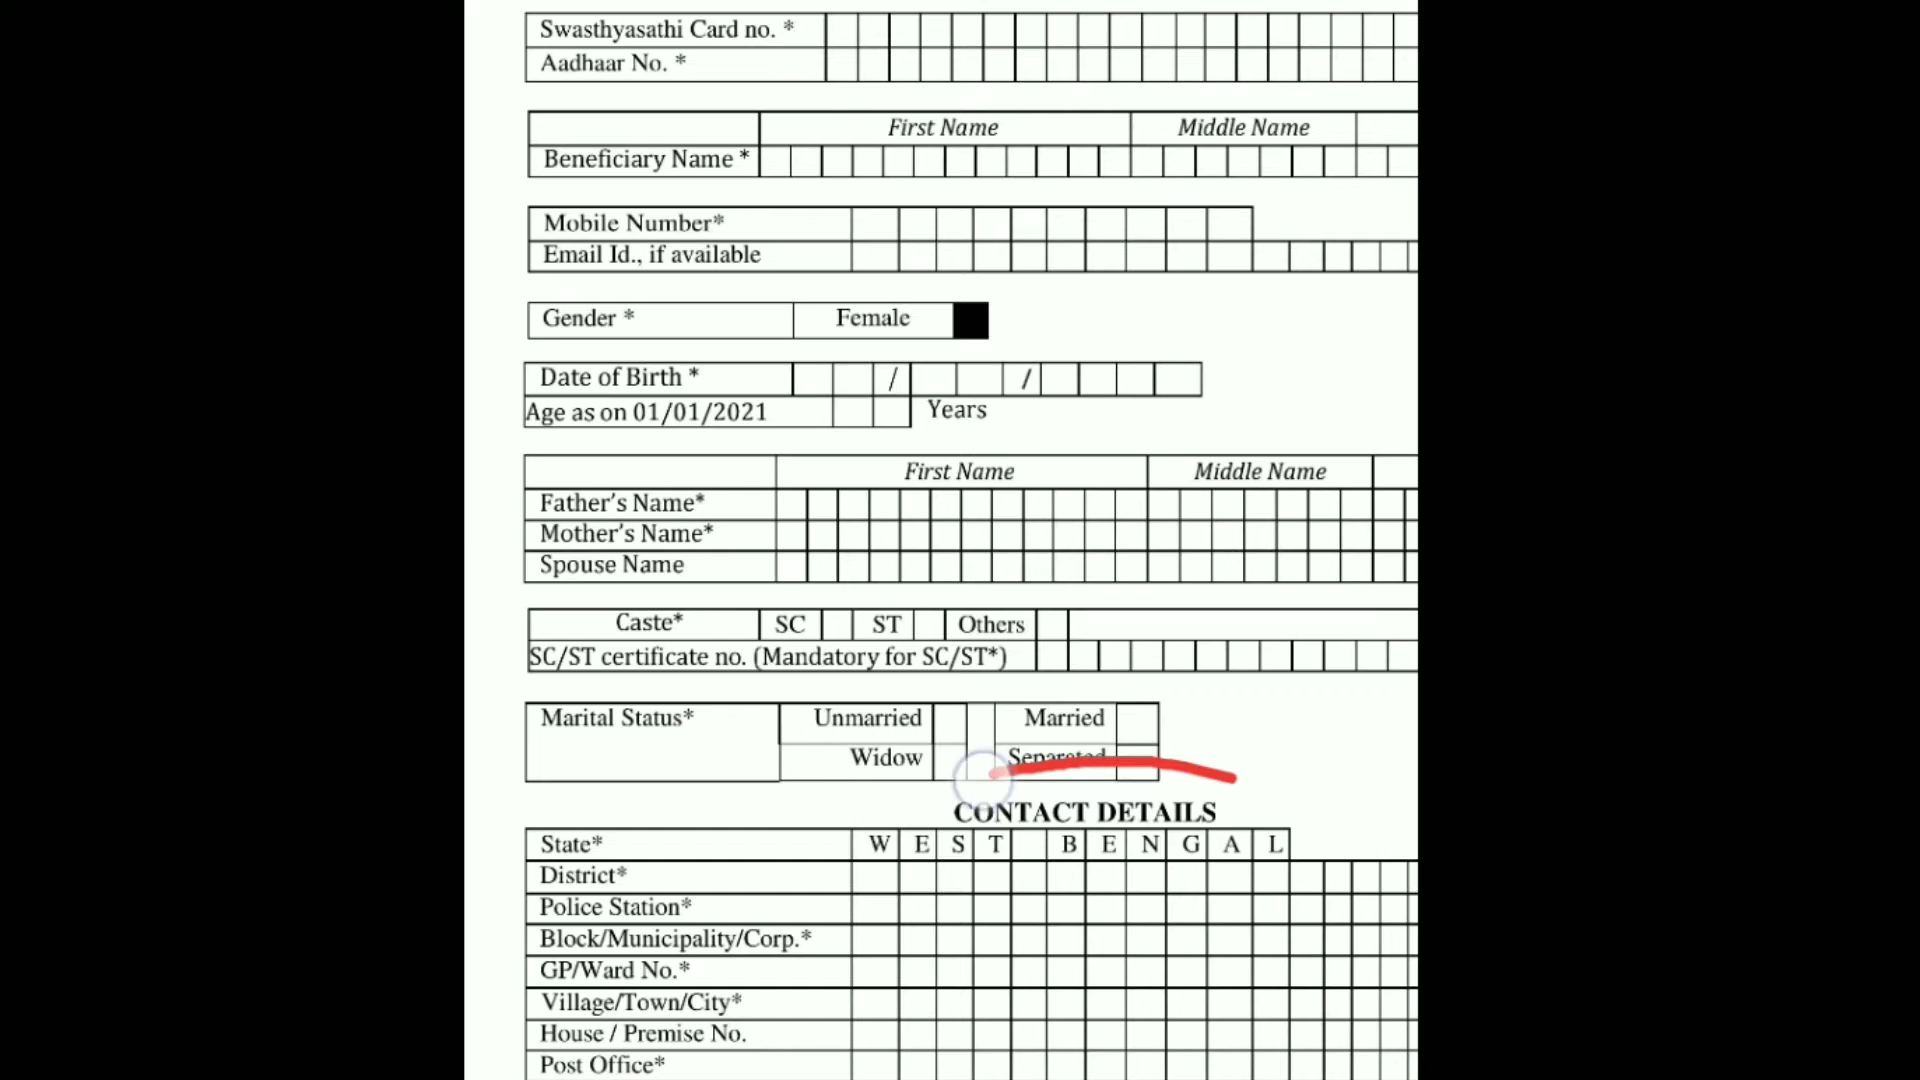 Swasthyasathi Card no. *
Aadhaar No. *
First Name Middle Name
Beneficiary Name *
Mobile Number*
Email Id., if available
Gender * Female
Date of Birth * / /
Age as on 01/01/2021 Years
First Name Middle Name
Father's Name*
Mother's Name*
Spouse Name
Caste* SC ST Others
SC/ST certificate no. (Mandatory for SC/ST*)
Marital Status* Unmarried Married
Widow Separated
CONTACT DETAILS
State* W E S T B E N G A L
District*
Police Station*
Block/Municipality/Corp.*
GP/Ward No.*
Village/Town/City*
House / Premise No.
Post Office*